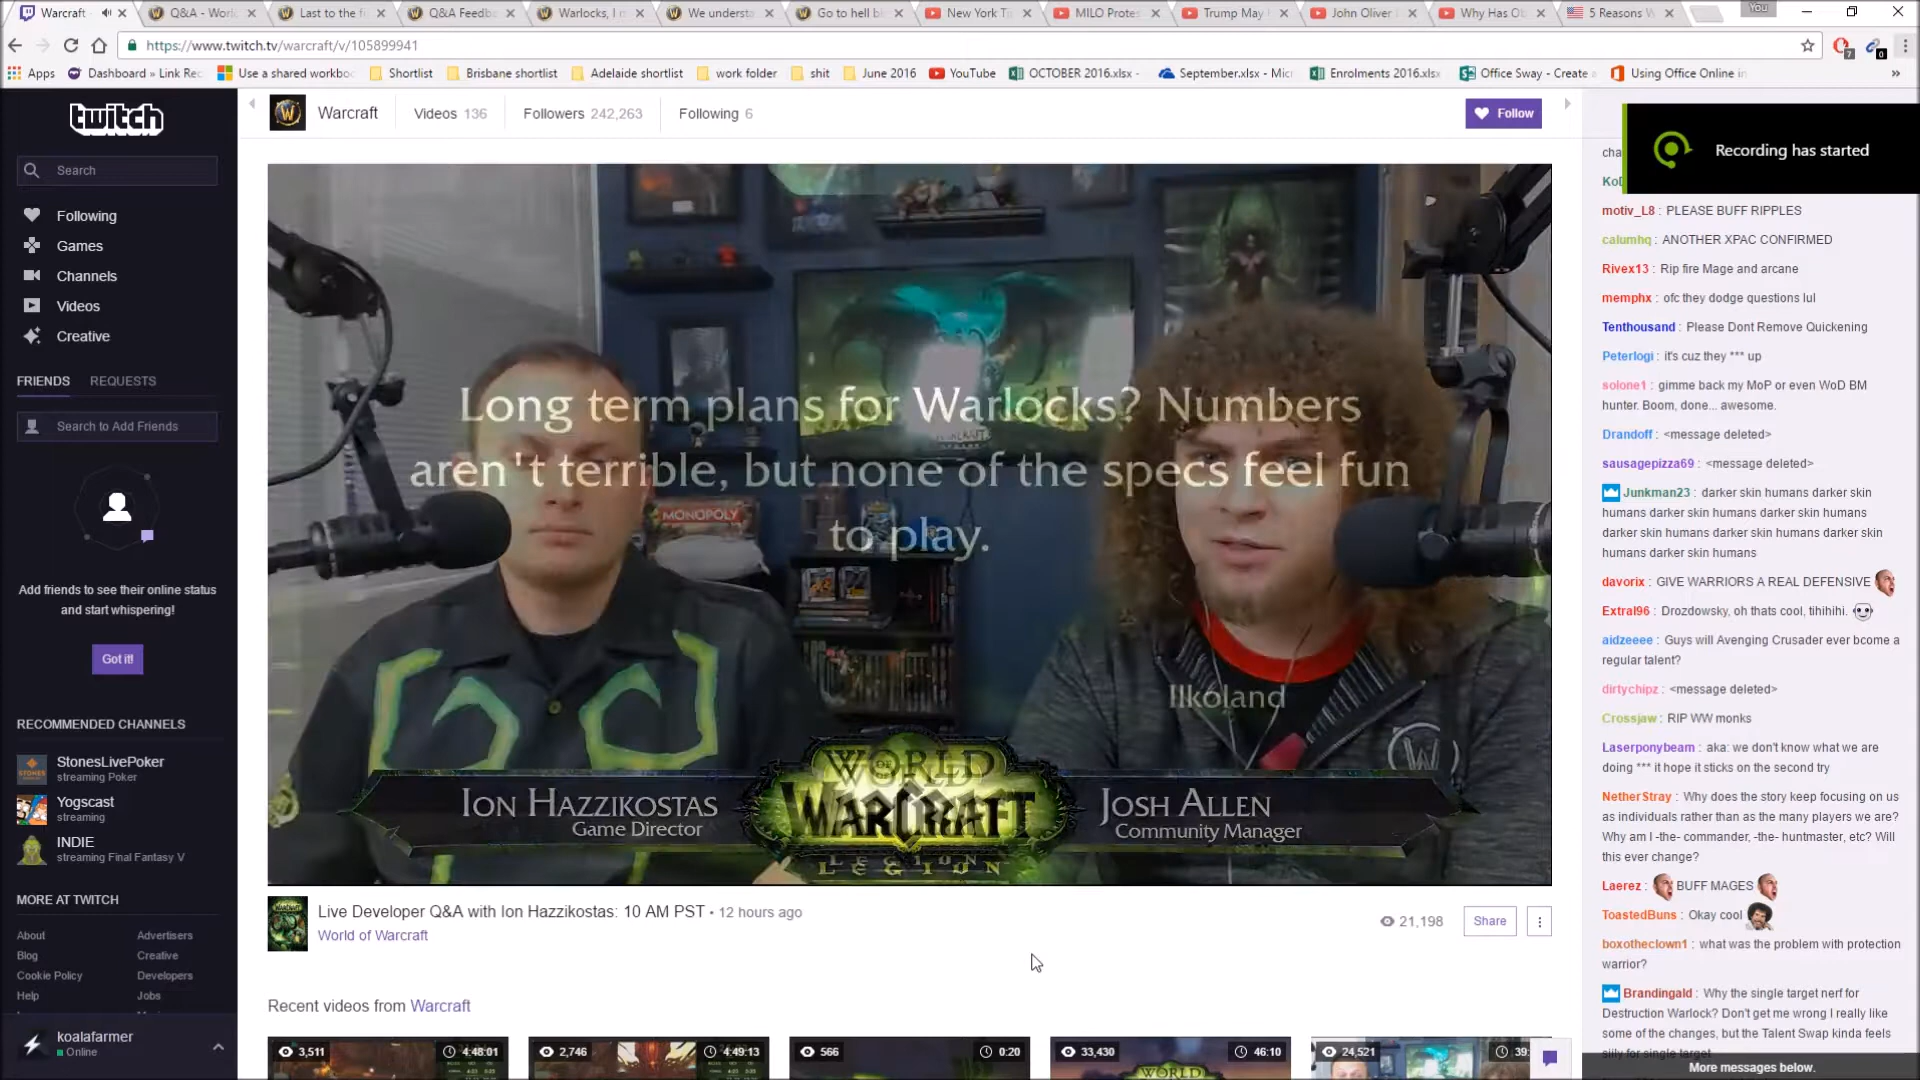 Warcraft
Q&A - Worl
Last to the f
Q&A Feedba
Warlocks, I m
We understa
Go to hell bl
New York Ti
MILO Protes
Trump May H
John Oliver
Why Has Ob
5 Reasons W
You
https://www.twitch.tv/warcraft/v/105899941
7
0
Apps
Dashboard » Link Rec
Use a shared workboo
Shortlist
Brisbane shortlist
Adelaide shortlist
work folder
shit
June 2016
YouTube
OCTOBER 2016.xlsx -
September.xlsx - Micr
Enrolments 2016.xlsx
Office Sway - Create a
Using Office Online in
»
twitch
Search
Following
Games
Channels
Videos
Creative
FRIENDS
REQUESTS
Search to Add Friends
Add friends to see their online status
and start whispering!
Got it!
RECOMMENDED CHANNELS
StonesLivePoker
streaming Poker
Yogscast
streaming
INDIE
streaming Final Fantasy V
MORE AT TWITCH
About
Advertisers
Blog
Creative
Cookie Policy
Developers
Help
Jobs
koalafarmer
Online
Warcraft
Videos 136
Followers 242,263
Following 6
Follow
MONOPOLY
Long term plans for Warlocks? Numbers
aren't terrible, but none of the specs feel fun
to play.
Ilkoland
ION HAZZIKOSTAS
Game Director
WORLD
OF
WARCRAFT
LEGION
LEGION
JOSH ALLEN
Community Manager
Live Developer Q&A with Ion Hazzikostas: 10 AM PST • 12 hours ago
World of Warcraft
21,198
Share
Recent videos from Warcraft
3,511
4:48:01
2,746
4:49:13
566
0:20
33,430
46:10
24,521
39:
Recording has started
cha
motiv_L8 : PLEASE BUFF RIPPLES
calumhq : ANOTHER XPAC CONFIRMED
Rivex13 : Rip fire Mage and arcane
memphx : ofc they dodge questions lul
Tenthousand : Please Dont Remove Quickening
Peterlogi : it's cuz they *** up
solone1 : gimme back my MoP or even WoD BM
hunter. Boom, done... awesome.
Drandoff : <message deleted>
sausagepizza69 : <message deleted>
Junkman23 : darker skin humans darker skin
humans darker skin humans darker skin humans
darker skin humans darker skin humans darker
skin humans darker skin humans
davorix : GIVE WARRIORS A REAL DEFENSIVE
Extral96 : Drozdowsky, oh thats cool, tihihihi.
aidzeeee : Guys will Avenging Crusader ever bcome a
regular talent?
dirtychipz : <message deleted>
Crossjaw : RIP WW monks
Laserponybeam : aka: we don't know what we are
doing *** it hope it sticks on the second try
NetherStray : Why does the story keep focusing on us
as individuals rather than as the many players we are?
Why am I -the- commander, -the- huntmaster, etc? Will
this ever change?
Laerez : BUFF MAGES
ToastedBuns : Okay cool
boxotheclown1 : what was the problem with protection
warrior?
Brandingald : Why the single target nerf for
Destruction Warlock? Don't get me wrong I really like
some of the changes, but the Talent Swap kinda feels
silly for single target
More messages below.